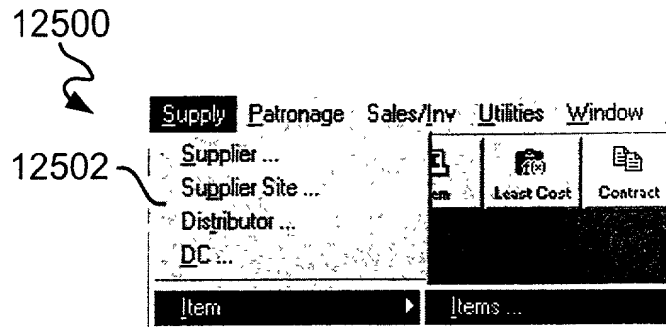 12500
Supply Patronage Sales/Inv Utilities Window
12502
Supplier ...
Supplier Site ...
Distributor ...
DC ...
Least Cost Contract
Item Items ...